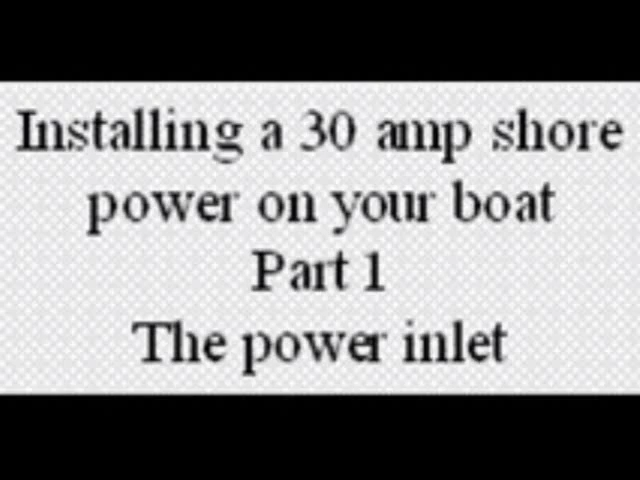 Installing a 30 amp shore
power on your boat
Part 1
The power inlet